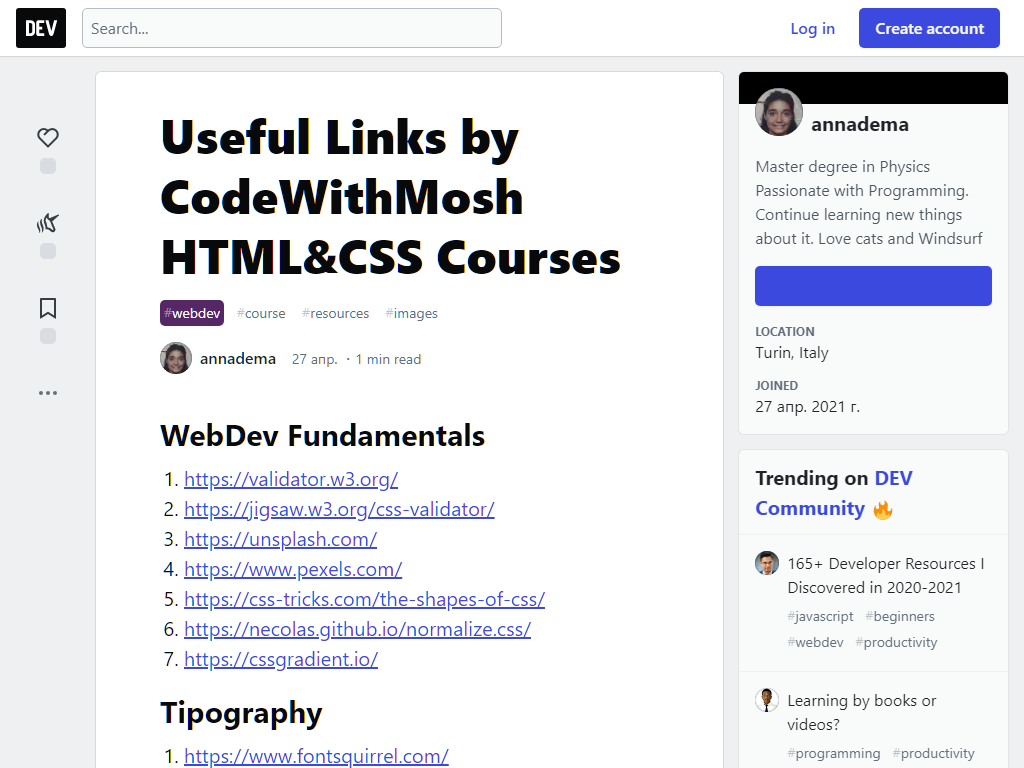 DEV
Search...
Log in
Create account
Useful Links by
CodeWithMosh
HTML&CSS Courses
#webdev #course #resources #images
annadema 27 апр. · 1 min read
WebDev Fundamentals
1. https://validator.w3.org/
2. https://jigsaw.w3.org/css-validator/
3. https://unsplash.com/
4. https://www.pexels.com/
5. https://css-tricks.com/the-shapes-of-css/
6. https://necolas.github.io/normalize.css/
7. https://cssgradient.io/
Tipography
1. https://www.fontsquirrel.com/
annadema
Master degree in Physics
Passionate with Programming.
Continue learning new things
about it. Love cats and Windsurf
LOCATION
Turin, Italy
JOINED
27 апр. 2021 г.
Trending on DEV
Community 🔥
165+ Developer Resources I
Discovered in 2020-2021
#javascript #beginners
#webdev #productivity
Learning by books or
videos?
#programming #productivity